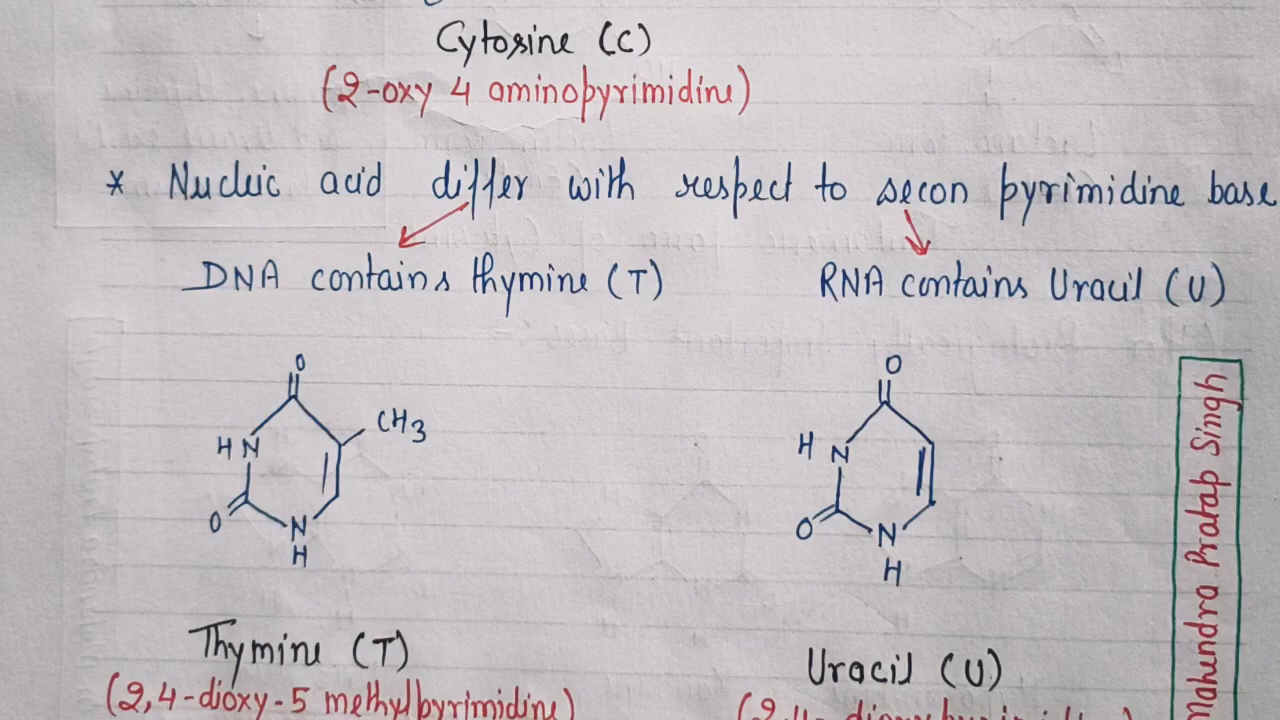 Cytosine (C)
(2-oxy 4 aminopyrimidine)
* Nucleic acid differ with respect to secon pyrimidine base
DNA contains thymine (T)
RNA contains Uracil (U)
O
CH3
HN
O
N
H
O
H N
O
N
H
Thymine (T)
(2,4-dioxy-5 methylpyrimidine)
Uracil (U)
Mahendra Pratap Singh